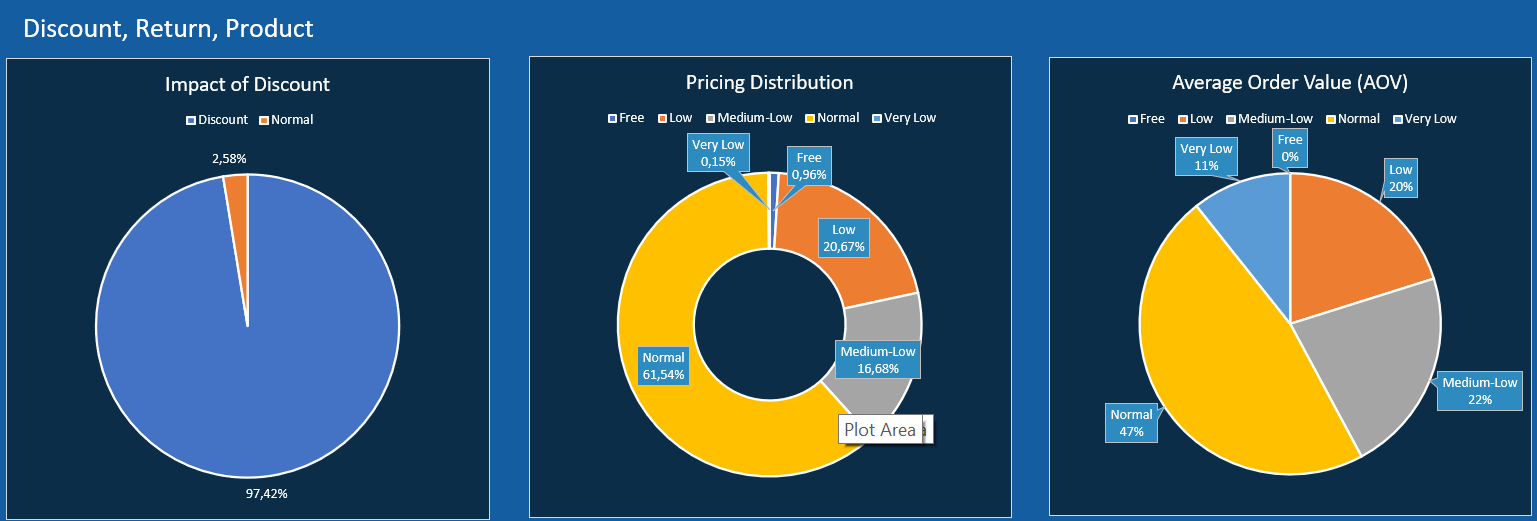 Discount, Return, Product
Impact of Discount
Discount Normal
2,58%
97,42%
Pricing Distribution
Free Low Medium-Low Normal Very Low
Very Low
0,15%
Free
0,96%
Low
20,67%
Medium-Low
16,68%
Normal
61,54%
Plot Area
Average Order Value (AOV)
Free Low Medium-Low Normal Very Low
Very Low
11%
Free
0%
Low
20%
Medium-Low
22%
Normal
47%